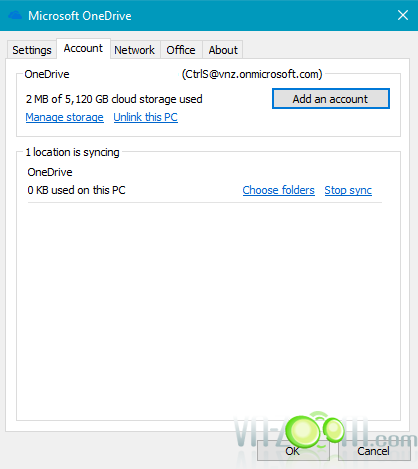 Microsoft OneDrive
Settings Account Network Office About
OneDrive (CtrlS@vnz.onmicrosoft.com)
2 MB of 5,120 GB cloud storage used Add an account
Manage storage Unlink this PC
1 location is syncing
OneDrive
0 KB used on this PC Choose folders Stop sync
OK Cancel